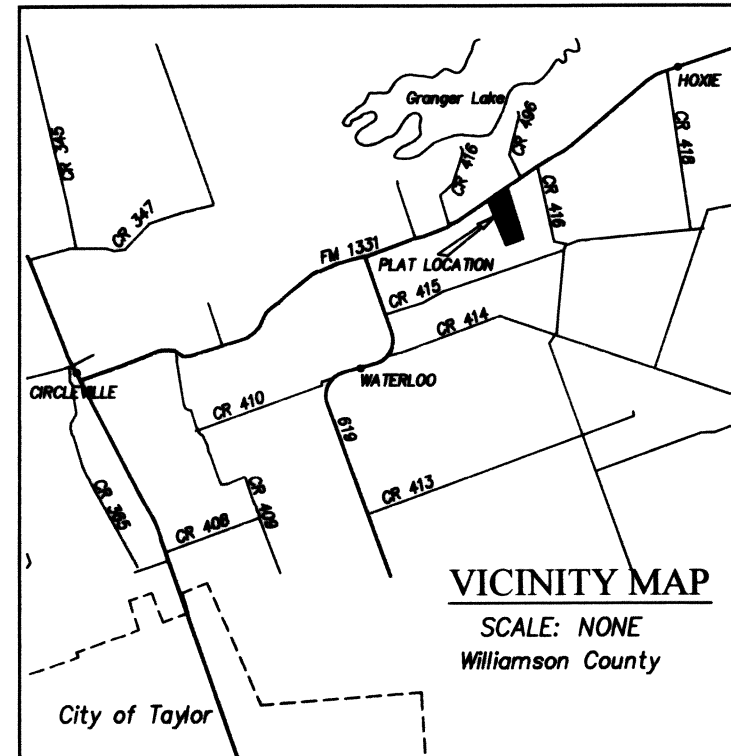 HOXIE
Granger Lake
CR 496
CR 418
CR 345
CR 416
CR 416
CR 347
FM 1331
PLAT LOCATION
CR 415
CR 414
CIRCLEVILLE
WATERLOO
CR 410
619
CR 413
CR 365
CR 409
CR 408
VICINITY MAP
SCALE: NONE
Williamson County
City of Taylor